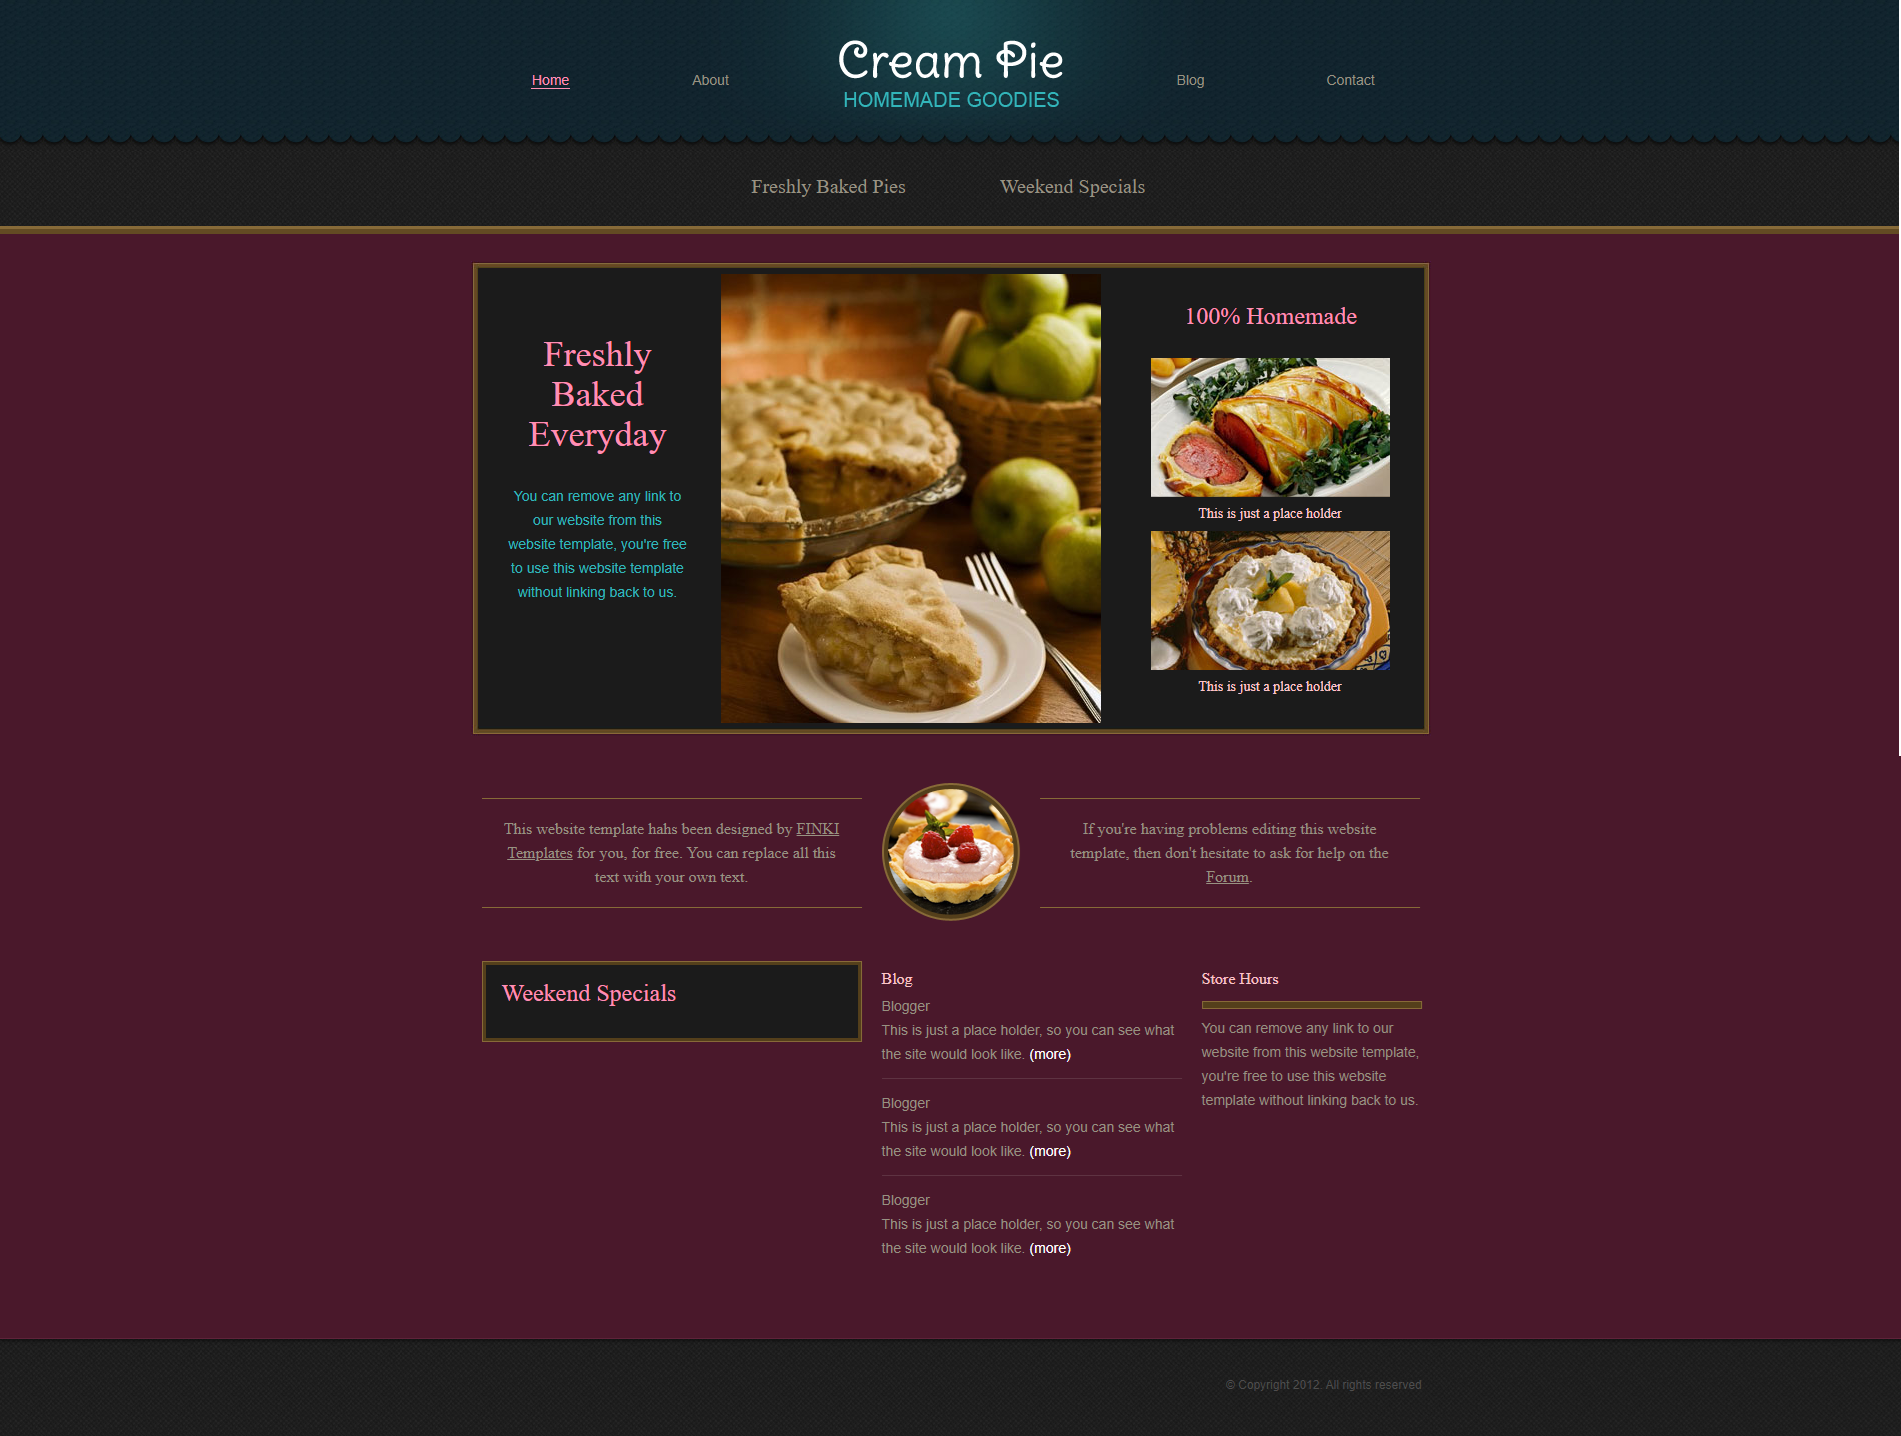 Home
About
Cream Pie
HOMEMADE GOODIES
Blog
Contact
Freshly Baked Pies
Weekend Specials
Freshly
Baked
Everyday
You can remove any link to
our website from this
website template, you're free
to use this website template
without linking back to us.
100% Homemade
This is just a place holder
This is just a place holder
This website template hahs been designed by FINKI
Templates for you, for free. You can replace all this
text with your own text.
If you're having problems editing this website
template, then don't hesitate to ask for help on the
Forum.
Weekend Specials
Blog
Blogger
This is just a place holder, so you can see what
the site would look like. (more)
Blogger
This is just a place holder, so you can see what
the site would look like. (more)
Blogger
This is just a place holder, so you can see what
the site would look like. (more)
Store Hours
You can remove any link to our
website from this website template,
you're free to use this website
template without linking back to us.
© Copyright 2012. All rights reserved